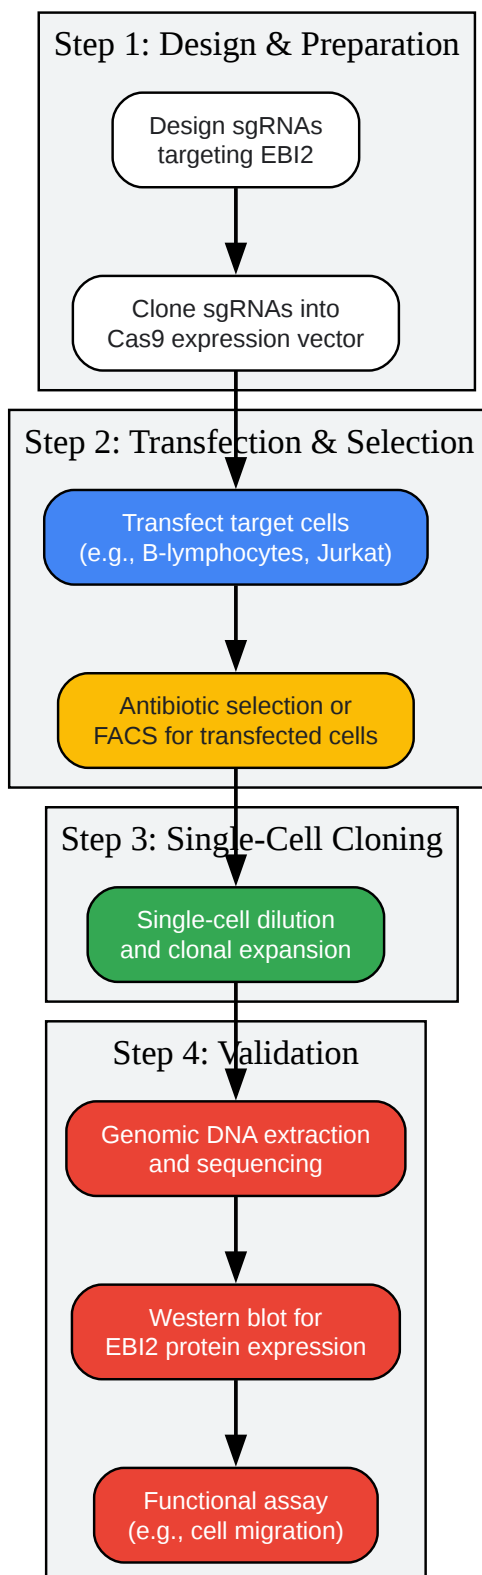 Step 1: Design & Preparation
Design sgRNAs
targeting EBI2
Clone sgRNAs into
Cas9 expression vector
Step 2: Transfection & Selection
Transfect target cells
(e.g., B-lymphocytes, Jurkat)
Antibiotic selection or
FACS for transfected cells
Step 3: Single-Cell Cloning
Single-cell dilution
and clonal expansion
Step 4: Validation
Genomic DNA extraction
and sequencing
Western blot for
EBI2 protein expression
Functional assay
(e.g., cell migration)